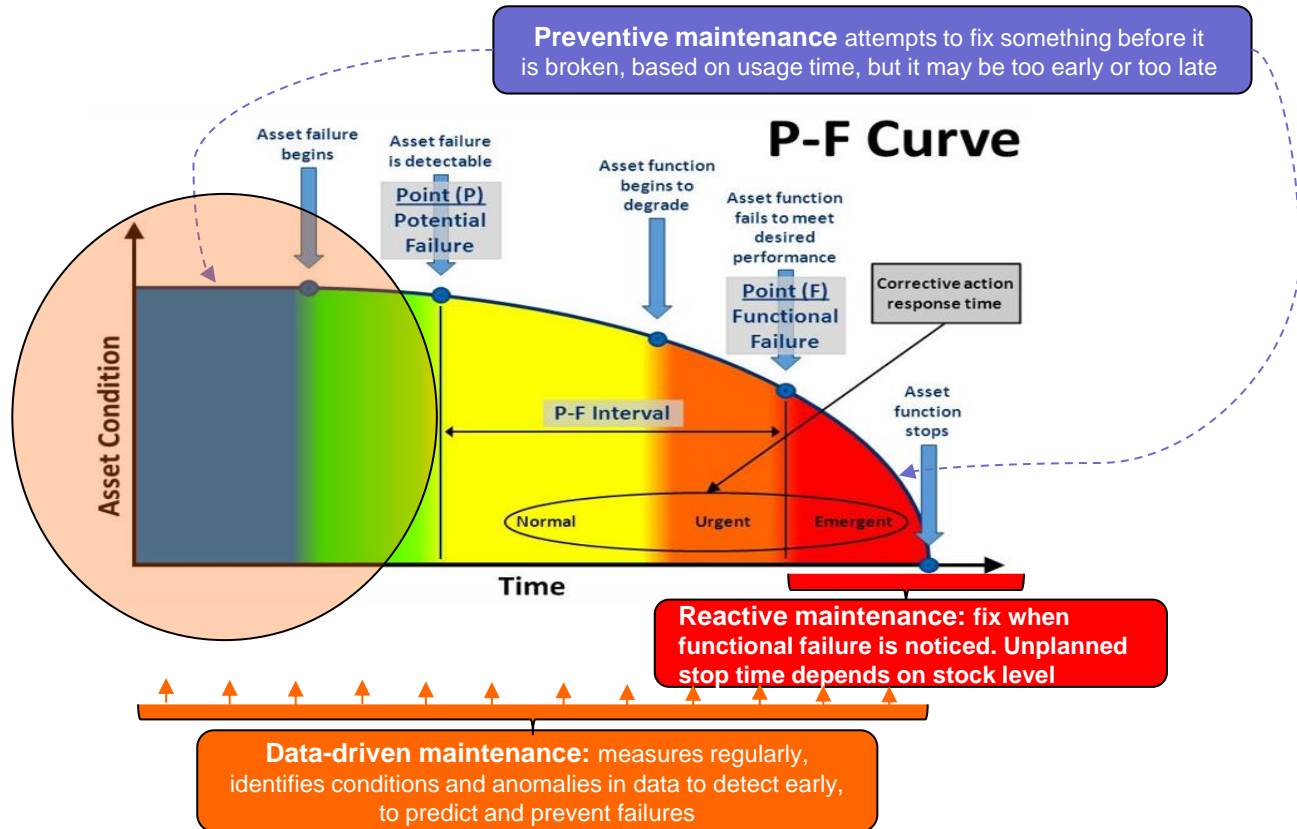 Preventive maintenance attempts to fix something before it
is broken, based on usage time, but it may be too early or too late
P-F Curve
Asset failure
begins
Asset failure
is detectable
Point (P)
Potential
Failure
Asset function
begins to
degrade
Asset function
fails to meet
desired
performance
Point (F)
Functional
Failure
Corrective action
response time
Asset
function
stops
Asset Condition
P-F Interval
Normal
Urgent
Emergent
Time
Reactive maintenance: fix when
functional failure is noticed. Unplanned
stop time depends on stock level
Data-driven maintenance: measures regularly,
identifies conditions and anomalies in data to detect early,
to predict and prevent failures